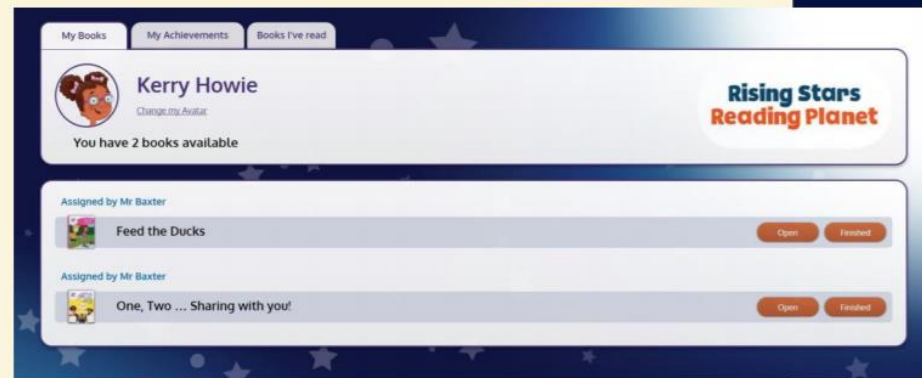 My Books My Achievements Books I've read
Kerry Howie
Change my Avatar
You have 2 books available
Rising Stars
Reading Planet
Assigned by Mr Baxter
Feed the Ducks Open Finished
Assigned by Mr Baxter
One, Two ... Sharing with you! Open Finished